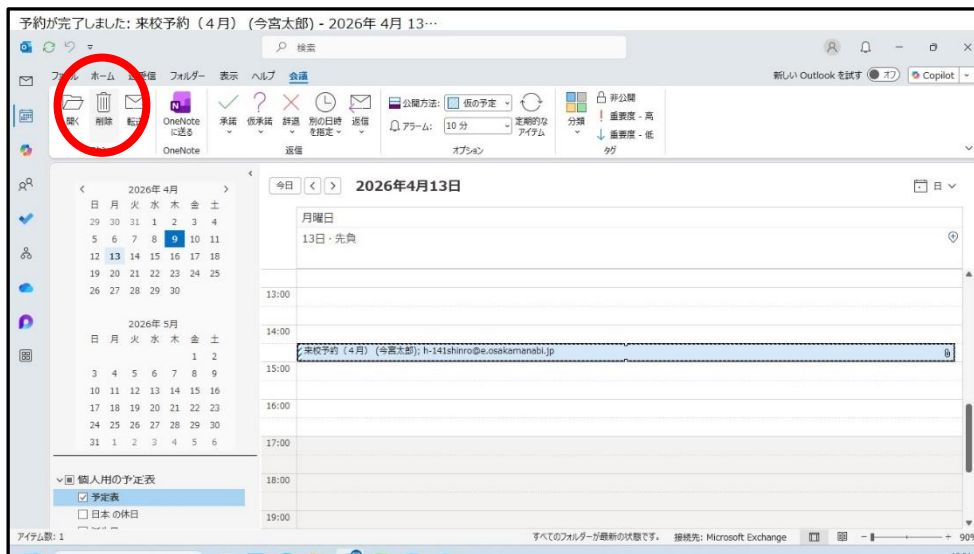 予約が完了しました: 来校予約（4月） (今宮太郎) - 2026年 4月 13…
検索
ファイル ホーム 送受信 フォルダー 表示 ヘルプ 会議
新しい Outlook を試す オフ Copilot
開く 削除 転送 OneNote に送る 承諾 仮承諾 辞退 別の日時を指定 返信
公開方法: 仮の予定
アラーム: 10 分
定期的なアイテム
分類
非公開
重要度 - 高
重要度 - 低
OneNote 返信 オプション タグ
2026年 4月
日 月 火 水 木 金 土
29 30 31 1 2 3 4
5 6 7 8 9 10 11
12 13 14 15 16 17 18
19 20 21 22 23 24 25
26 27 28 29 30
2026年 5月
日 月 火 水 木 金 土
1 2
3 4 5 6 7 8 9
10 11 12 13 14 15 16
17 18 19 20 21 22 23
24 25 26 27 28 29 30
31 1 2 3 4 5 6
個人用の予定表
予定表
日本 の休日
今日 2026年4月13日
日
月曜日
13日・先負
13:00
14:00
来校予約（4月） (今宮太郎); h-141shinro@e.osakamanabi.jp
15:00
16:00
17:00
18:00
19:00
アイテム数: 1
すべてのフォルダーが最新の状態です。 接続先: Microsoft Exchange
90%